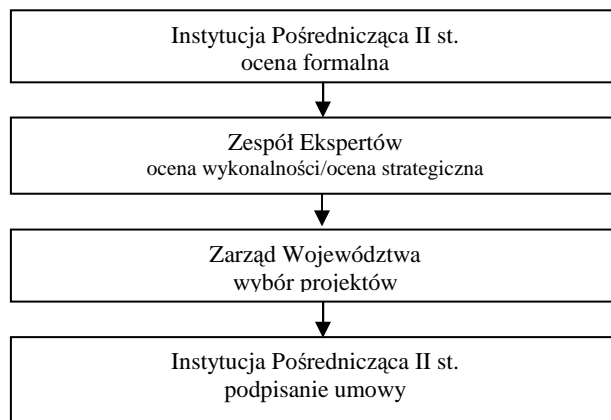 Instytucja Pośrednicząca II st.
ocena formalna
Zespół Ekspertów
ocena wykonalności/ocena strategiczna
Zarząd Województwa
wybór projektów
Instytucja Pośrednicząca II st.
podpisanie umowy